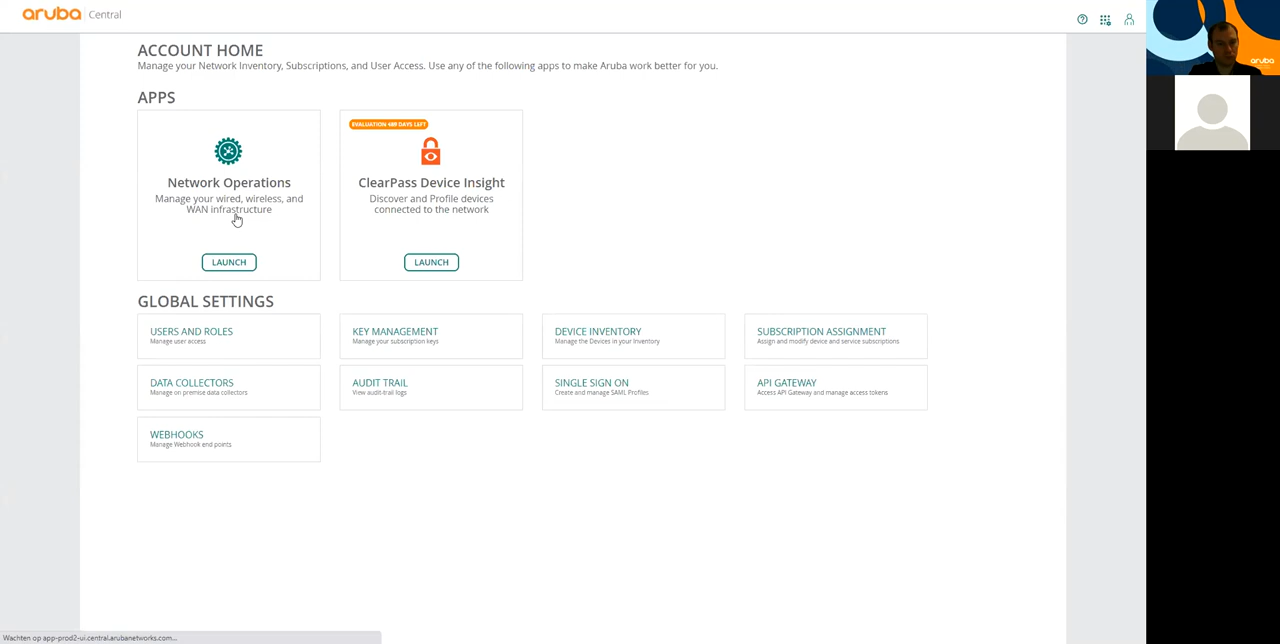 aruba Central
ACCOUNT HOME
Manage your Network Inventory, Subscriptions, and User Access. Use any of the following apps to make Aruba work better for you.
APPS
Network Operations
Manage your wired, wireless, and
WAN infrastructure
LAUNCH
EVALUATION 488 DAYS LEFT
ClearPass Device Insight
Discover and Profile devices
connected to the network
LAUNCH
GLOBAL SETTINGS
USERS AND ROLES
Manage user access
KEY MANAGEMENT
Manage your subscription keys
DEVICE INVENTORY
Manage the Devices in your Inventory
SUBSCRIPTION ASSIGNMENT
Assign and modify device and service subscriptions
DATA COLLECTORS
Manage on premise data collectors
AUDIT TRAIL
View audit-trail logs
SINGLE SIGN ON
Create and manage SAML Profiles
API GATEWAY
Access API Gateway and manage access tokens
WEBHOOKS
Manage Webhook end points
Wachten op app-prod2-ui.central.arubanetworks.com...
aruba